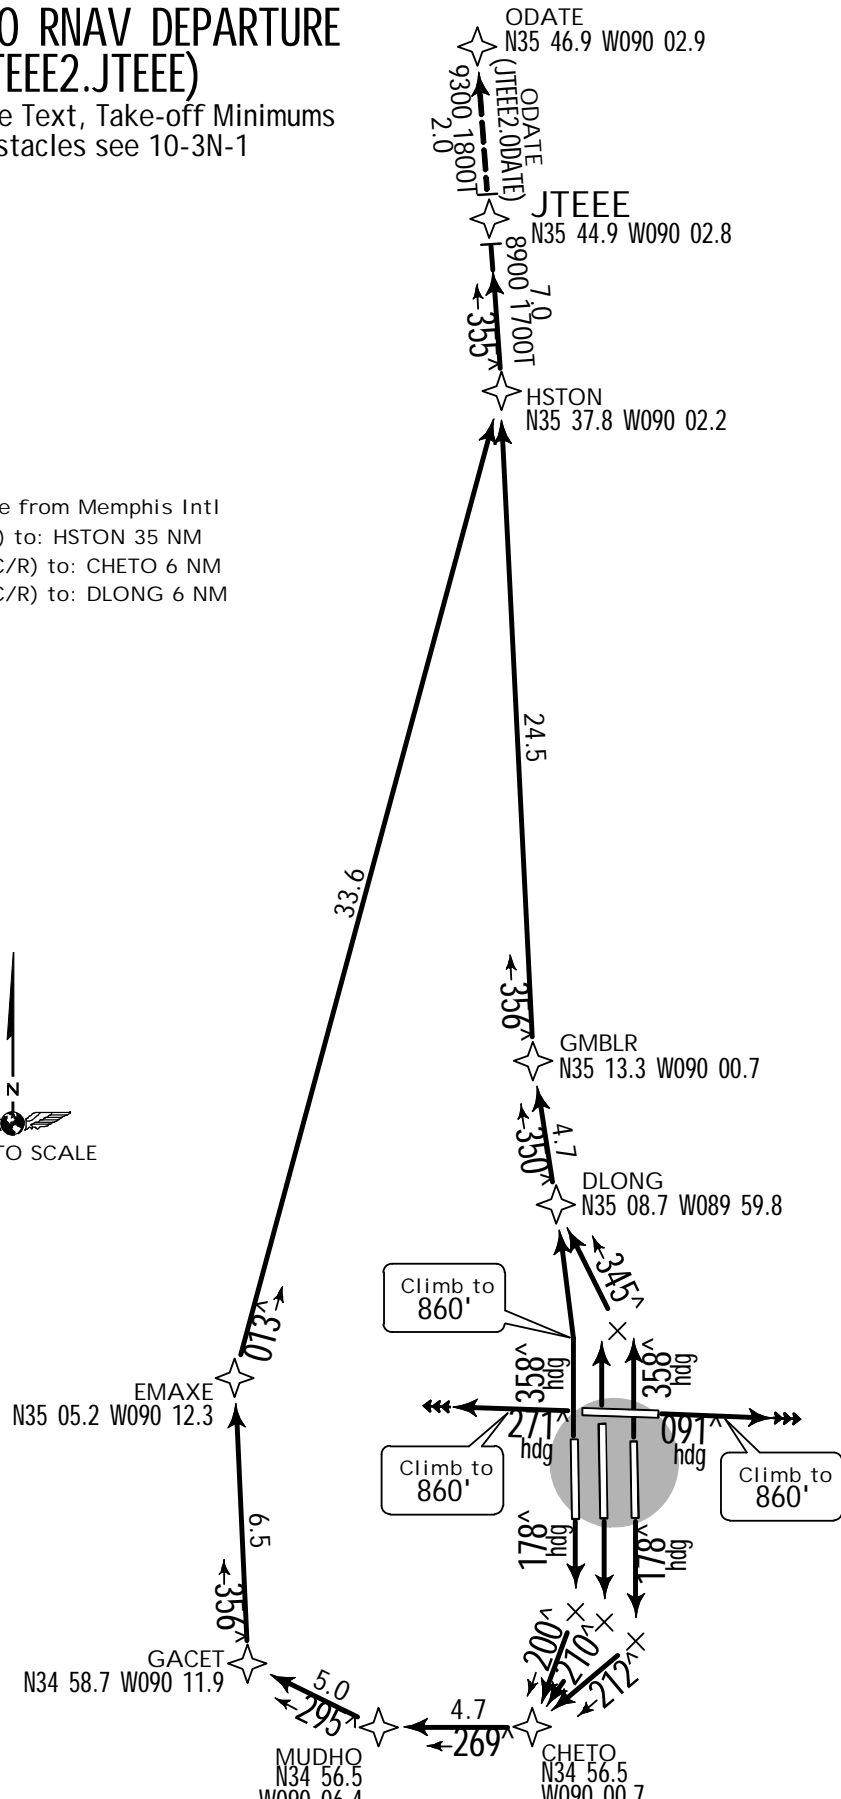 O RNAV DEPARTURE
TEEE2.JTEEE)
e Text, Take-off Minimums
stacles see 10-3N-1
ODATE
N35 46.9 W090 02.9
ODATE
(JTEEE2.ODATE)
9300 1800T
2.0
JTEEE
N35 44.9 W090 02.8
7.0
8900 1700T
355^
HSTON
N35 37.8 W090 02.2
e from Memphis Intl
) to: HSTON 35 NM
C/R) to: CHETO 6 NM
C/R) to: DLONG 6 NM
24.5
33.6
356^
GMBLR
N35 13.3 W090 00.7
N
TO SCALE
4.7
350^
DLONG
N35 08.7 W089 59.8
345^
Climb to
860'
013^
358^
hdg
358^
hdg
EMAXE
N35 05.2 W090 12.3
271^
hdg
091^
hdg
Climb to
860'
Climb to
860'
6.5
178^
hdg
178^
hdg
356^
200^
210^
212^
GACET
N34 58.7 W090 11.9
5.0
295^
4.7
269^
MUDHO
N34 56.5
W090 06.4
CHETO
N34 56.5
W090 00.7